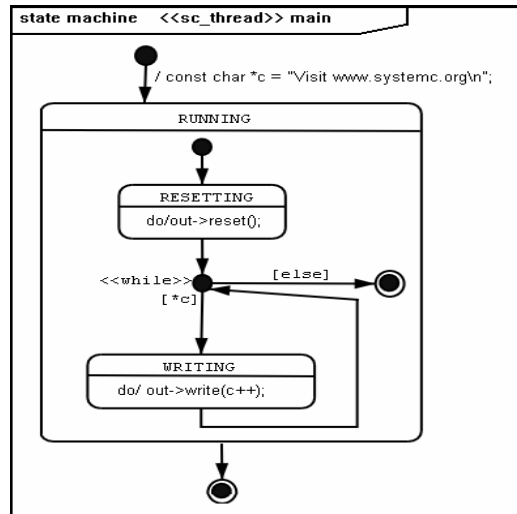 state machine <<sc_thread>> main
/ const char *c = "Visit www.systemc.org\n";
RUNNING
RESETTING
do/out->reset();
<<while>>
[else]
[*c]
WRITING
do/ out->write(c++);